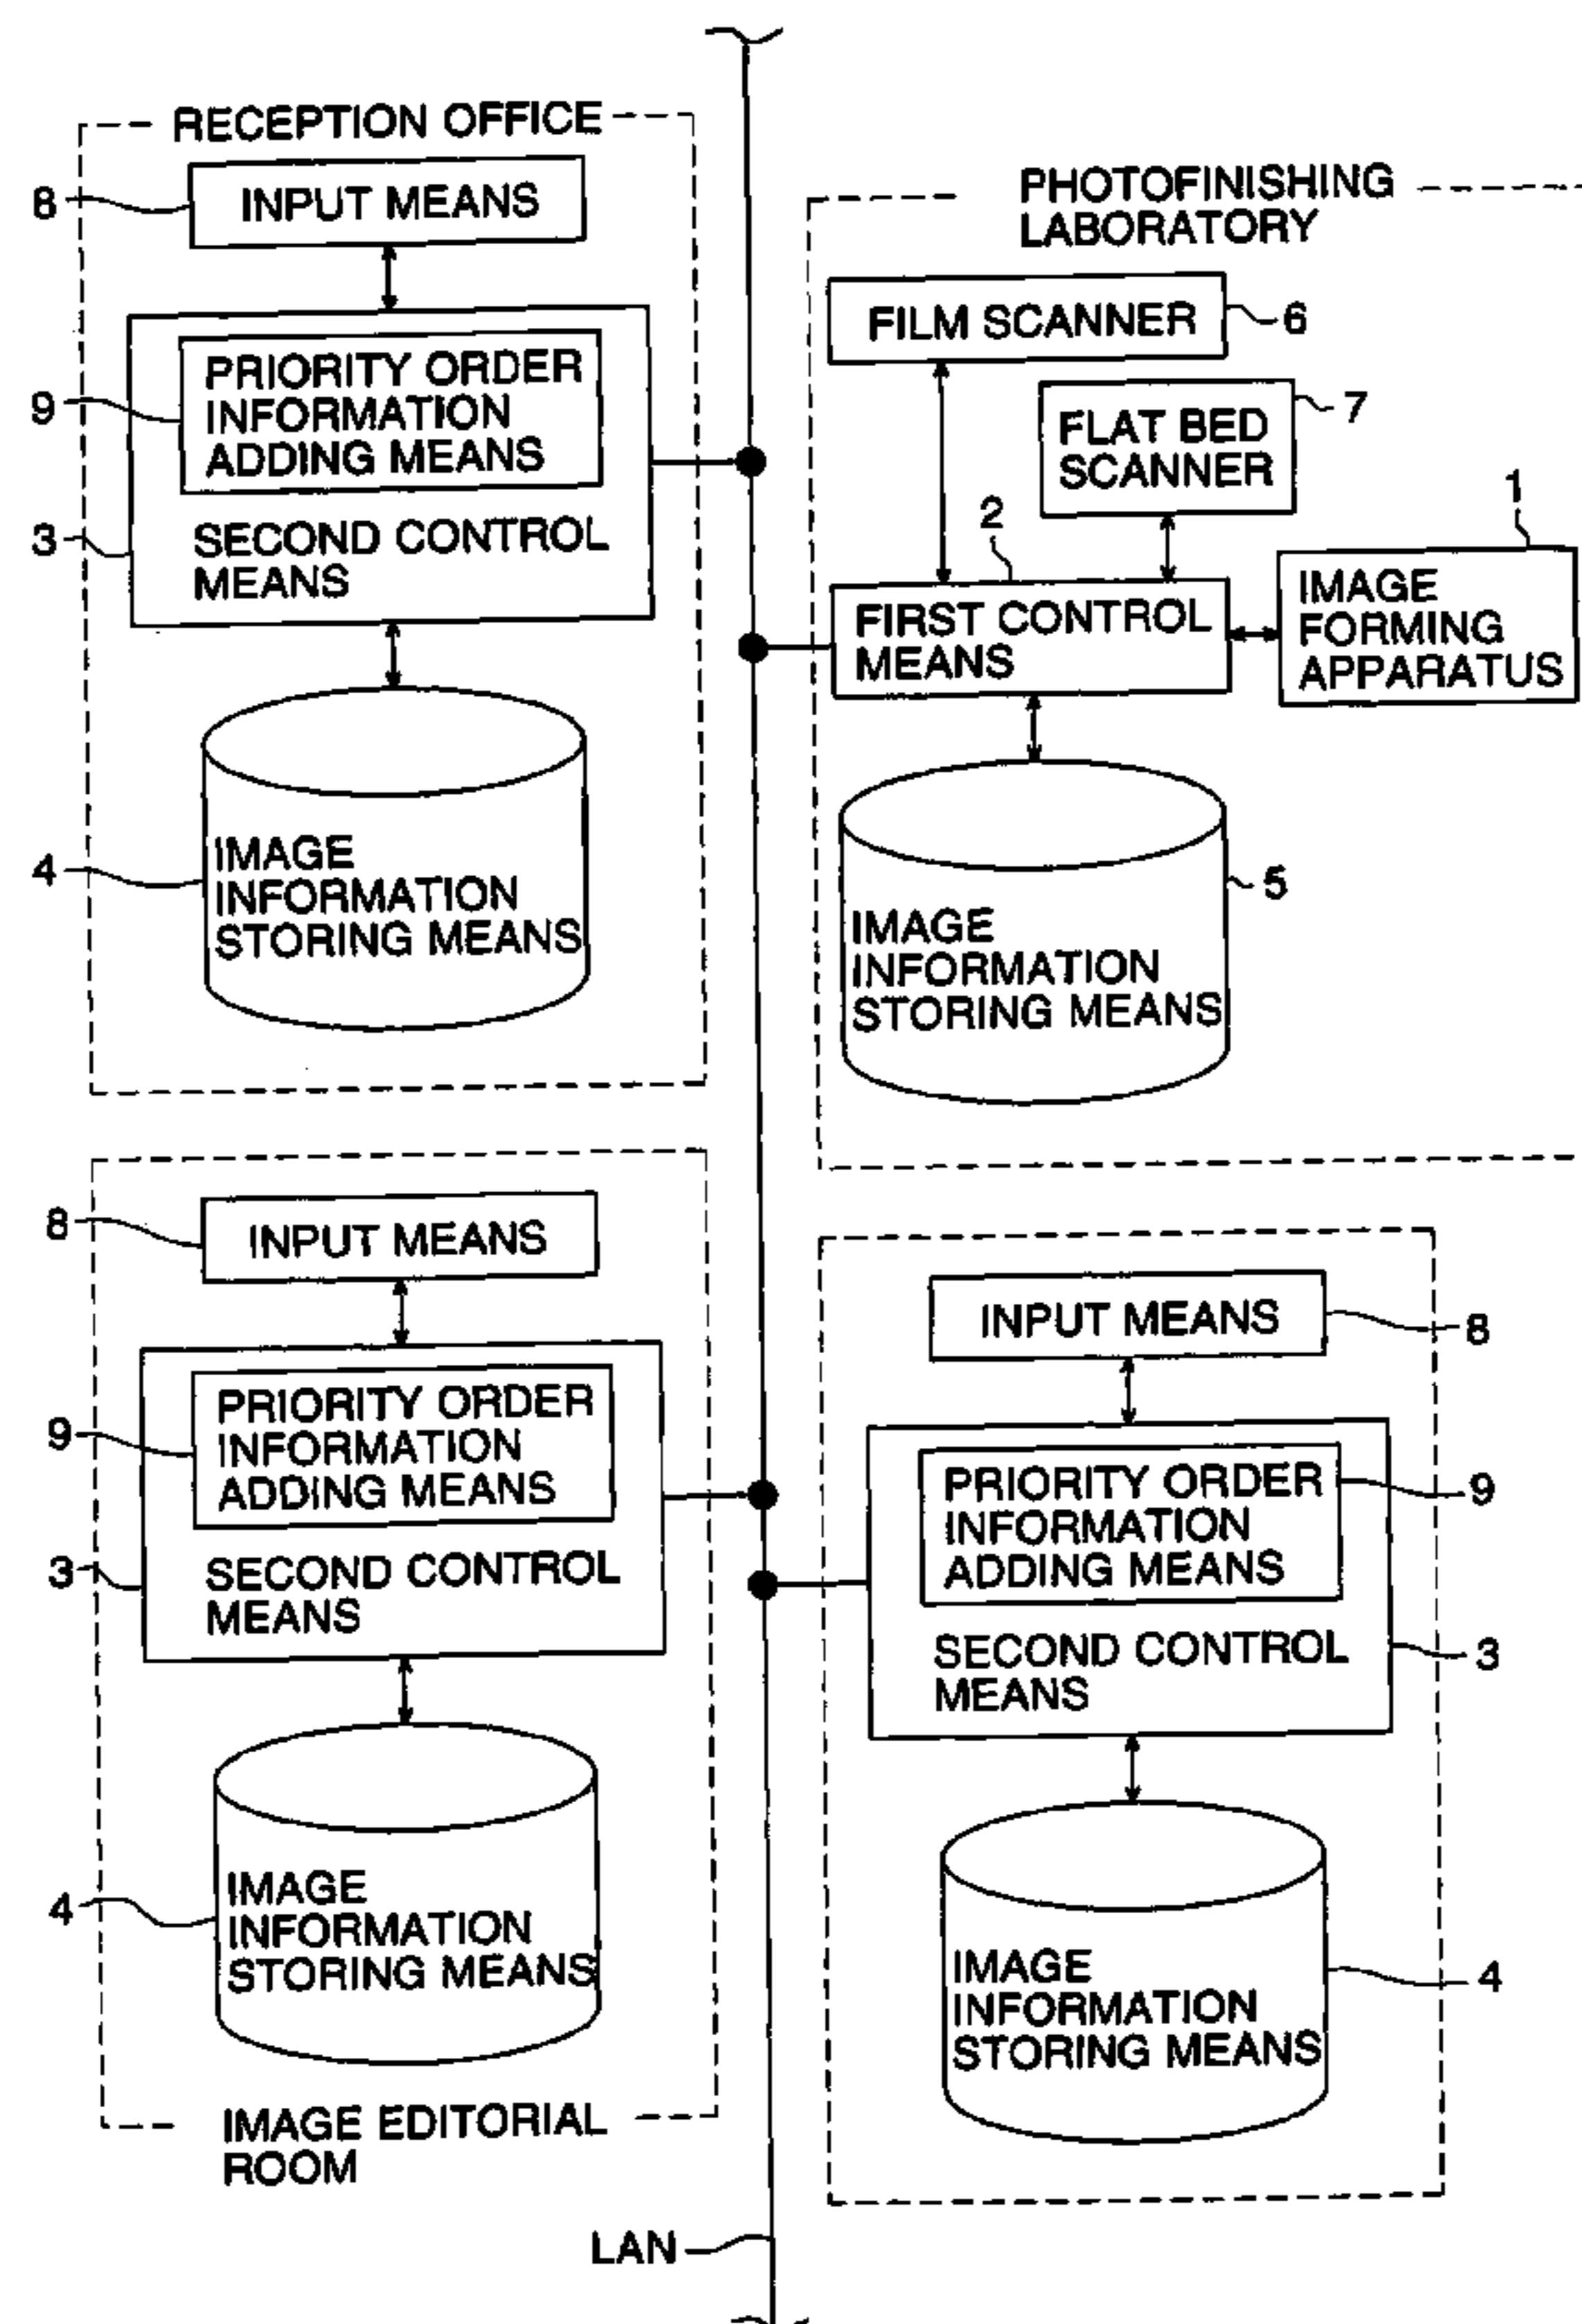 RECEPTION OFFICE
8
INPUT MEANS
9
PRIORITY ORDER
INFORMATION
ADDING MEANS
3
SECOND CONTROL
MEANS
4
IMAGE
INFORMATION
STORING MEANS
PHOTOFINISHING
LABORATORY
FILM SCANNER
6
FLAT BED
SCANNER
7
2
1
FIRST CONTROL
MEANS
IMAGE
FORMING
APPARATUS
IMAGE
INFORMATION
STORING MEANS
5
8
INPUT MEANS
9
PRIORITY ORDER
INFORMATION
ADDING MEANS
3
SECOND CONTROL
MEANS
4
IMAGE
INFORMATION
STORING MEANS
IMAGE EDITORIAL
ROOM
INPUT MEANS
8
PRIORITY ORDER
INFORMATION
ADDING MEANS
9
SECOND CONTROL
MEANS
3
IMAGE
INFORMATION
STORING MEANS
4
LAN